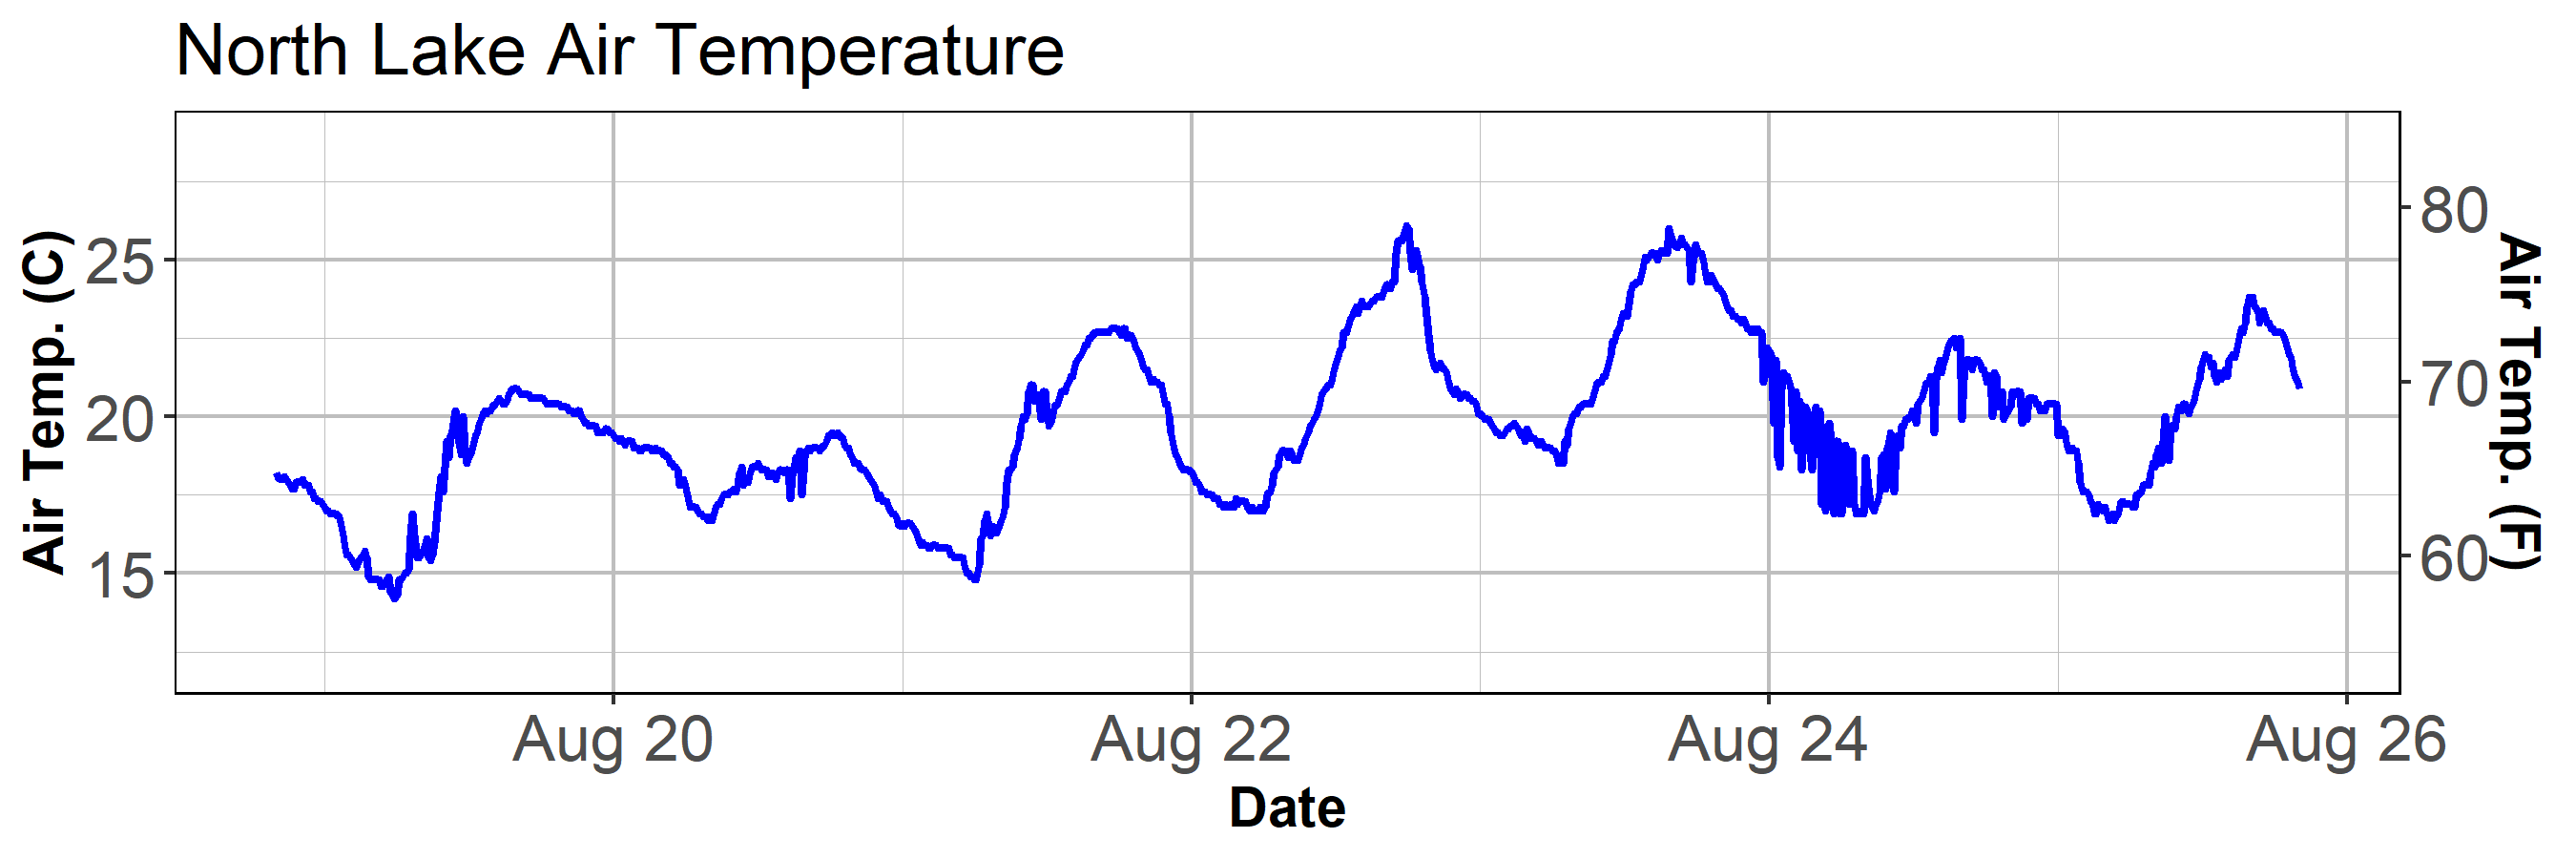 North Lake Air Temperature
Air Temp. (C)
25
20
15
80
70
60
Air Temp. (F)
Aug 20
Aug 22
Aug 24
Aug 26
Date